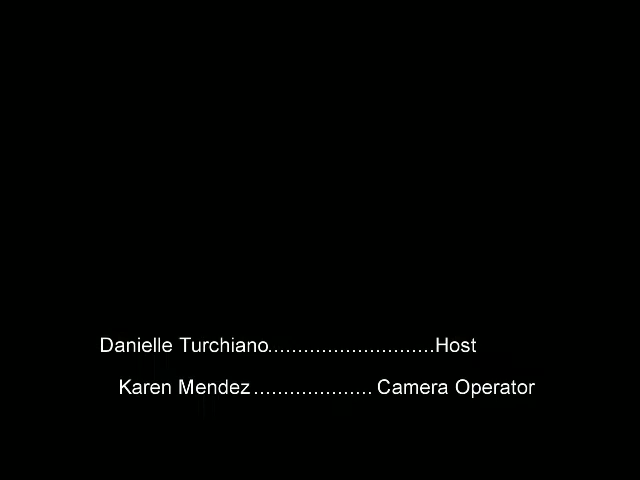 Danielle Turchiano............................Host
Karen Mendez.................... Camera Operator